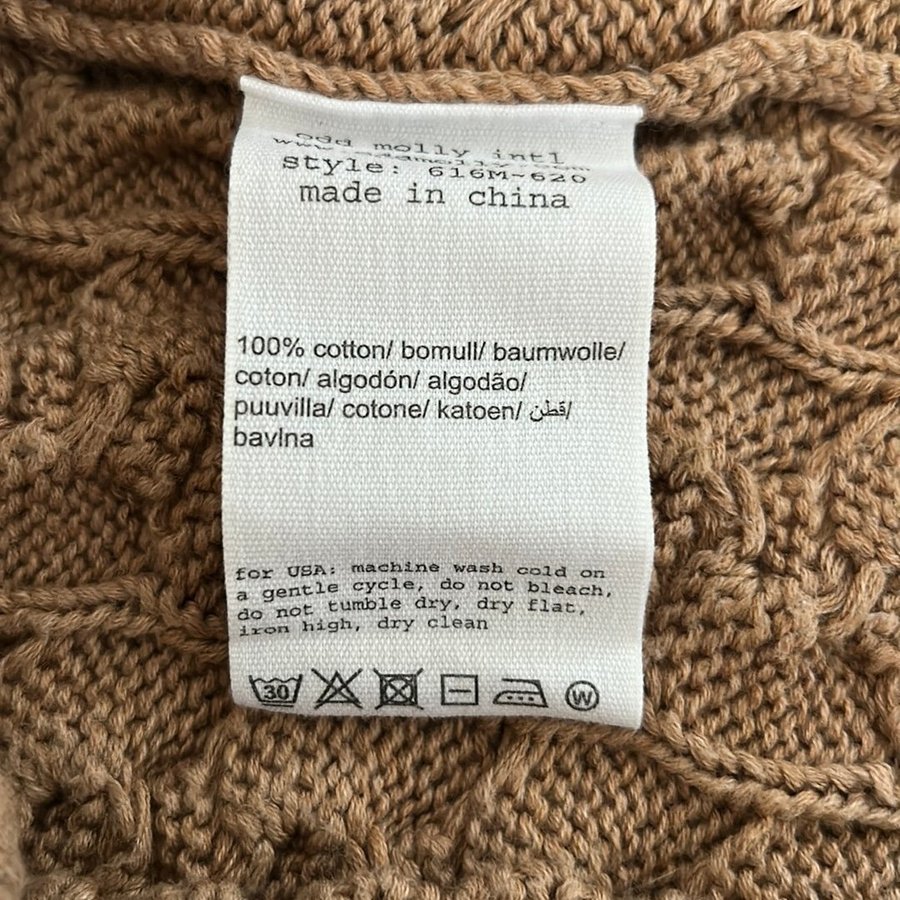 odd molly intl
style: 616M-620
made in china
100% cotton/ bomull/ baumwolle/
coton/ algodón/ algodão/
puuvilla/ cotone/ katoen/ قَطْن/
bavlna
for USA: machine wash cold on
a gentle cycle, do not bleach,
do not tumble dry, dry flat,
iron high, dry clean
30
W